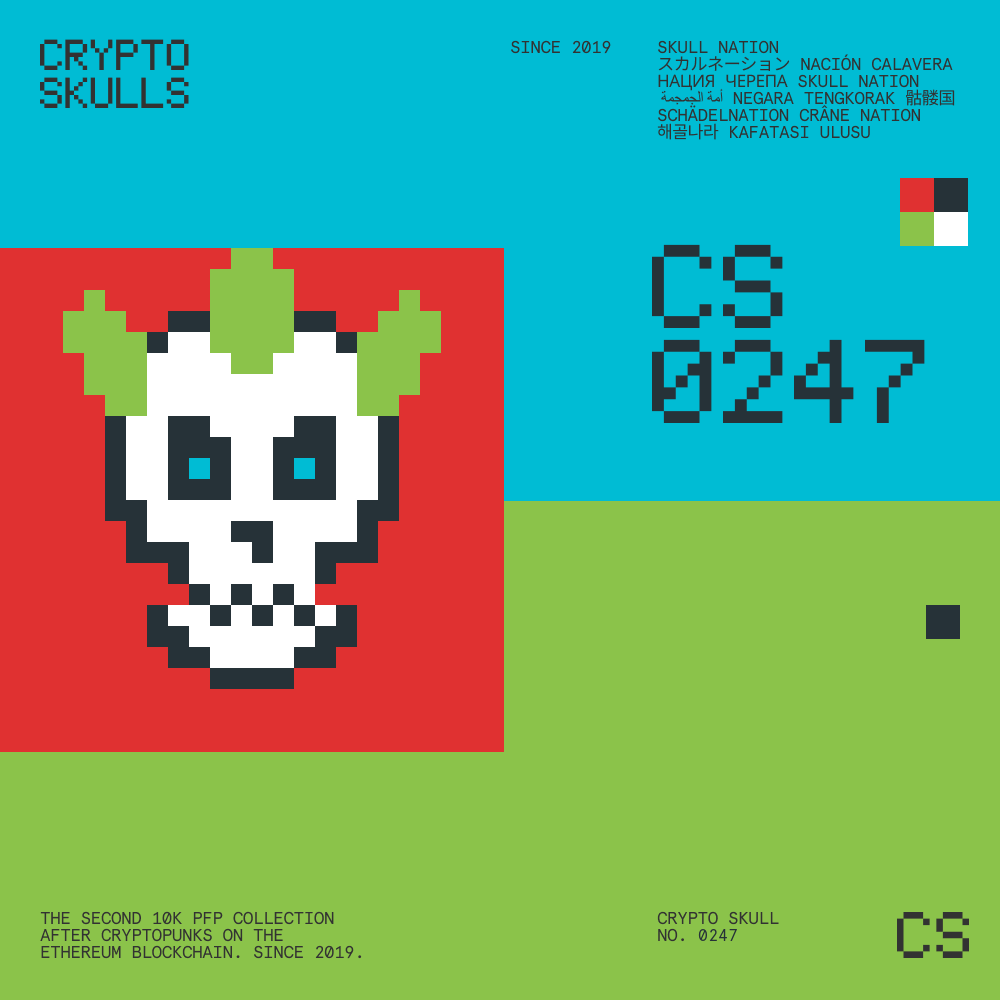 CRYPTO
SKULLS
SINCE 2019
SKULL NATION
スカルネーション NACIÓN CALAVERA
НАЦИЯ ЧЕРЕПА SKULL NATION
أمة الجمجمة NEGARA TENGKORAK 骷髅国
SCHÄDELNATION CRÂNE NATION
해골나라 KAFATASI ULUSU
CS
0247
THE SECOND 10K PFP COLLECTION
AFTER CRYPTOPUNKS ON THE
ETHEREUM BLOCKCHAIN. SINCE 2019.
CRYPTO SKULL
NO. 0247
CS